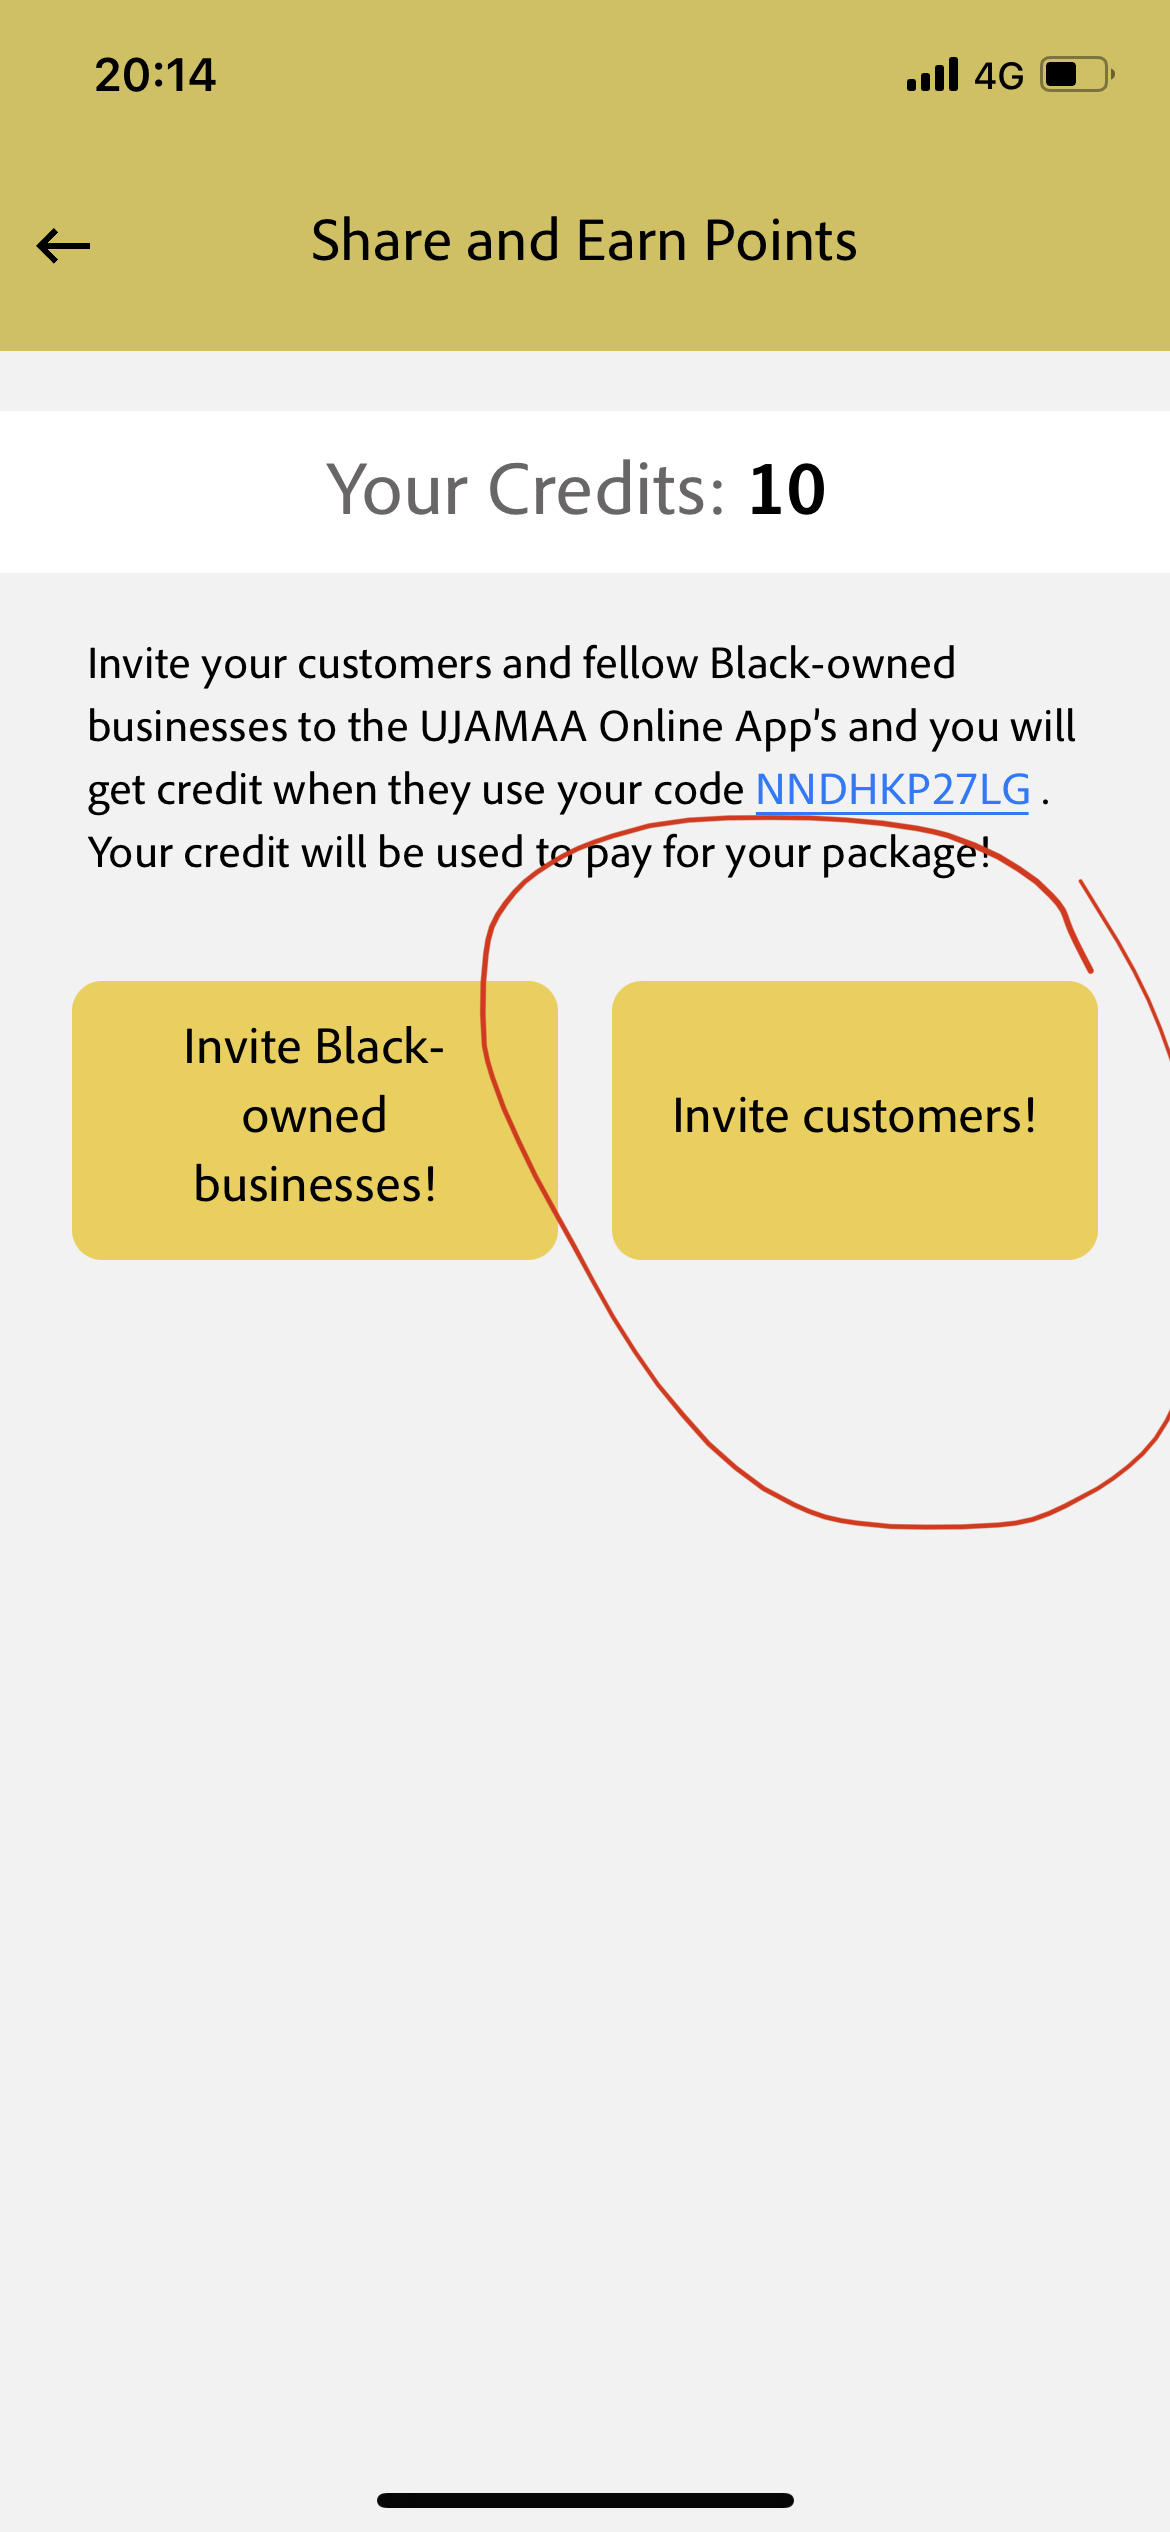 20:14 4G
Share and Earn Points
Your Credits: 10
Invite your customers and fellow Black-owned
businesses to the UJAMAA Online App's and you will
get credit when they use your code NNDHKP27LG .
Your credit will be used to pay for your package!
Invite Black-
owned
businesses!
Invite customers!